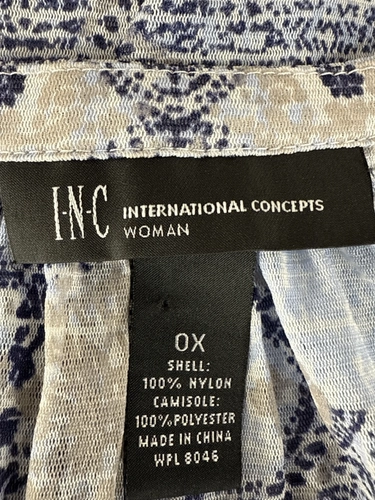 I·N·C INTERNATIONAL CONCEPTS
WOMAN
0X
SHELL:
100% NYLON
CAMISOLE:
100% POLYESTER
MADE IN CHINA
WPL 8046